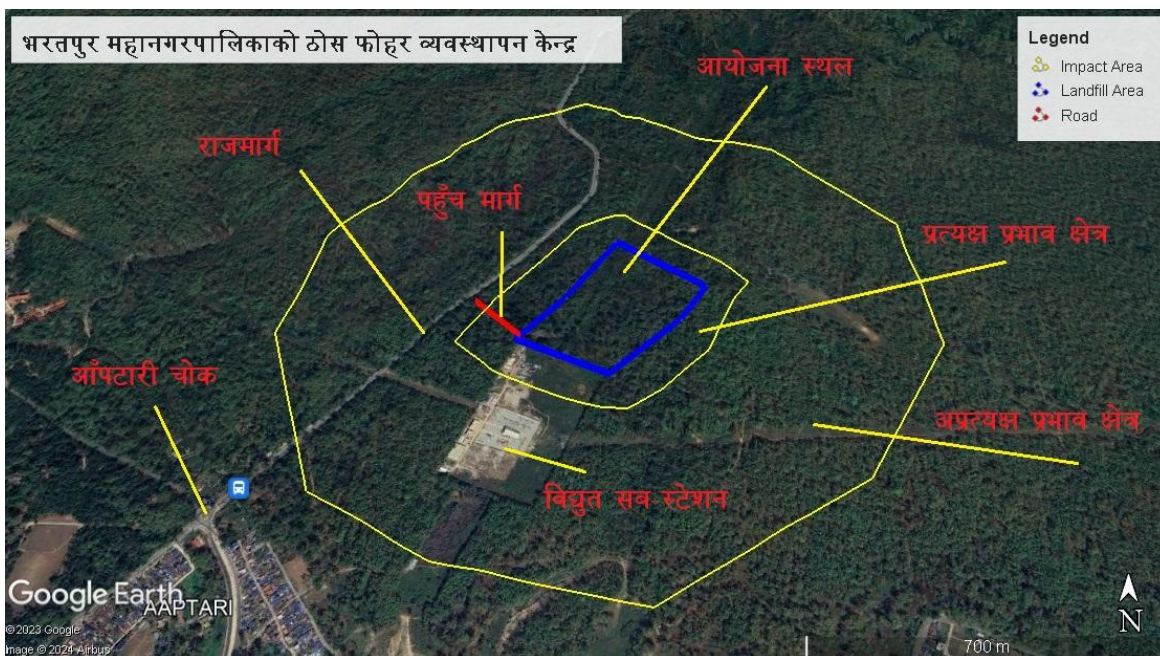 भरतपुर महानगरपालिकाको ठोस फोहर व्यवस्थापन केन्द्र
Legend
Impact Area
Landfill Area
Road
आयोजना स्थल
राजमार्ग
पहुँच मार्ग
प्रत्यक्ष प्रभाव क्षेत्र
आँपटारी चोक
अप्रत्यक्ष प्रभाव क्षेत्र
विद्युत सब स्टेशन
Google Earth
AAPTARI
© 2023 Google
Image © 2024 Airbus
N
700 m